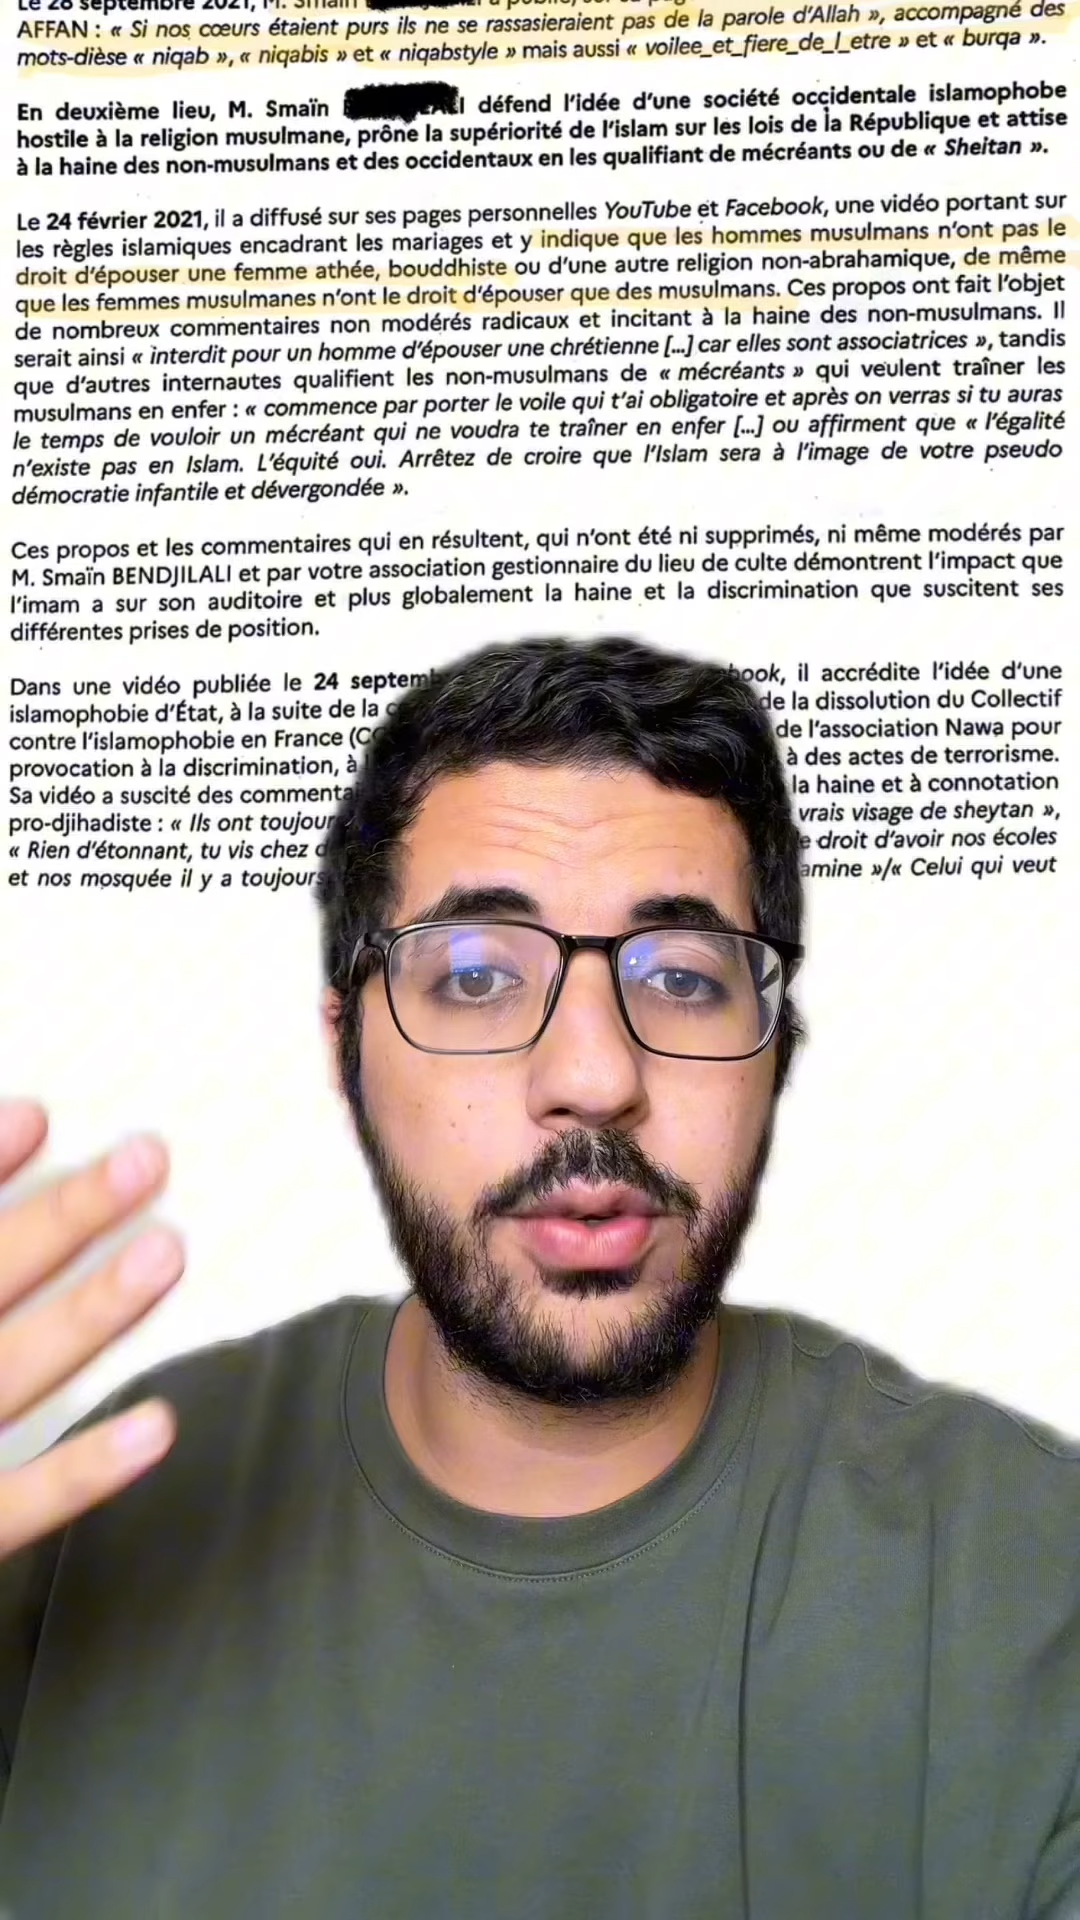 Le 28 septembre 2021, M. Smaïn
AFFAN : « Si nos cœurs étaient purs ils ne se rassasieraient pas de la parole d'Allah », accompagné des
mots-dièse « niqab », « niqabis » et « niqabstyle » mais aussi « voilee_et_fiere_de_l_etre » et « burqa ».
En deuxième lieu, M. Smaïn défend l'idée d'une société occidentale islamophobe
hostile à la religion musulmane, prône la supériorité de l'islam sur les lois de la République et attise
à la haine des non-musulmans et des occidentaux en les qualifiant de mécréants ou de « Sheitan ».
Le 24 février 2021, il a diffusé sur ses pages personnelles YouTube et Facebook, une vidéo portant sur
les règles islamiques encadrant les mariages et y indique que les hommes musulmans n'ont pas le
droit d'épouser une femme athée, bouddhiste ou d'une autre religion non-abrahamique, de même
que les femmes musulmanes n'ont le droit d'épouser que des musulmans. Ces propos ont fait l'objet
de nombreux commentaires non modérés radicaux et incitant à la haine des non-musulmans. Il
serait ainsi « interdit pour un homme d'épouser une chrétienne [...] car elles sont associatrices », tandis
que d'autres internautes qualifient les non-musulmans de « mécréants » qui veulent traîner les
musulmans en enfer : « commence par porter le voile qui t'ai obligatoire et après on verras si tu auras
le temps de vouloir un mécréant qui ne voudra te traîner en enfer [...] ou affirment que « l'égalité
n'existe pas en Islam. L'équité oui. Arrêtez de croire que l'Islam sera à l'image de votre pseudo
démocratie infantile et dévergondée ».
Ces propos et les commentaires qui en résultent, qui n'ont été ni supprimés, ni même modérés par
M. Smaïn BENDJILALI et par votre association gestionnaire du lieu de culte démontrent l'impact que
l'imam a sur son auditoire et plus globalement la haine et la discrimination que suscitent ses
différentes prises de position.
Dans une vidéo publiée le 24 septem book, il accrédite l'idée d'une
islamophobie d'État, à la suite de la de la dissolution du Collectif
contre l'islamophobie en France (CC de l'association Nawa pour
provocation à la discrimination, à à des actes de terrorisme.
Sa vidéo a suscité des commenta la haine et à connotation
pro-djihadiste : « Ils ont toujour vrais visage de sheytan »,
« Rien d'étonnant, tu vis chez droit d'avoir nos écoles
et nos mosquée il y a toujours amine »/« Celui qui veut